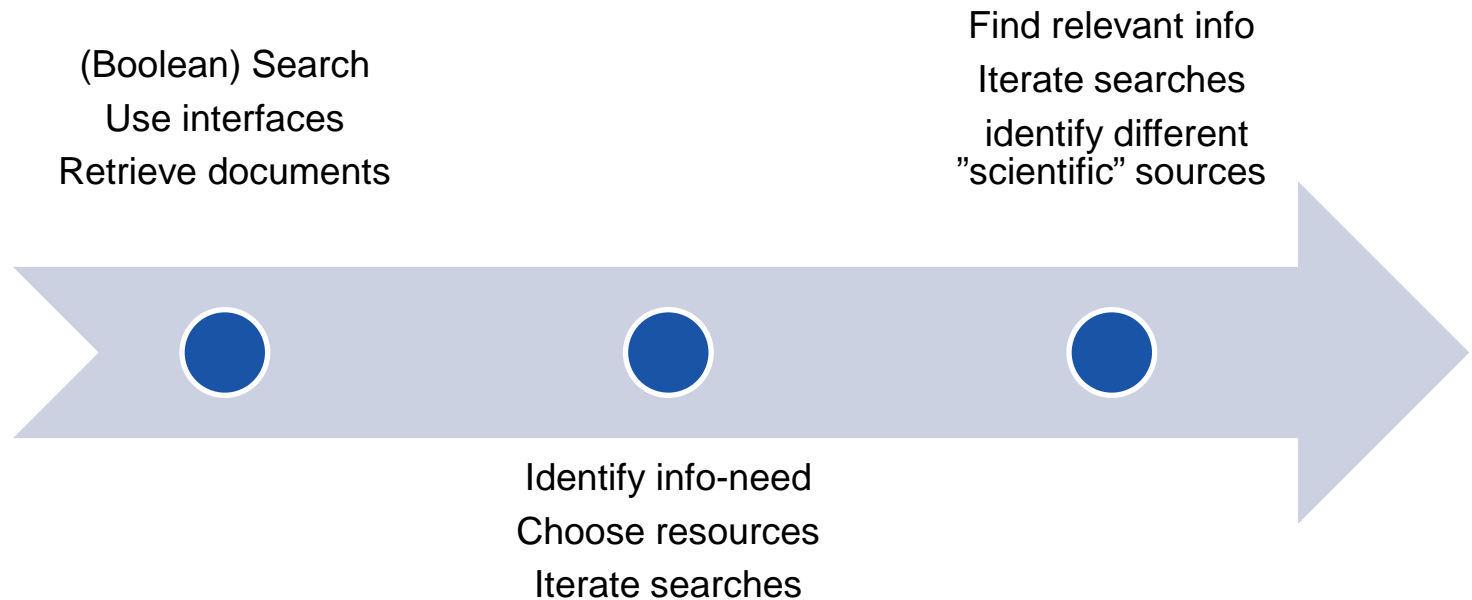 (Boolean) Search
Use interfaces
Retrieve documents
Identify info-need
Choose resources
Iterate searches
Find relevant info
Iterate searches
identify different
”scientific” sources